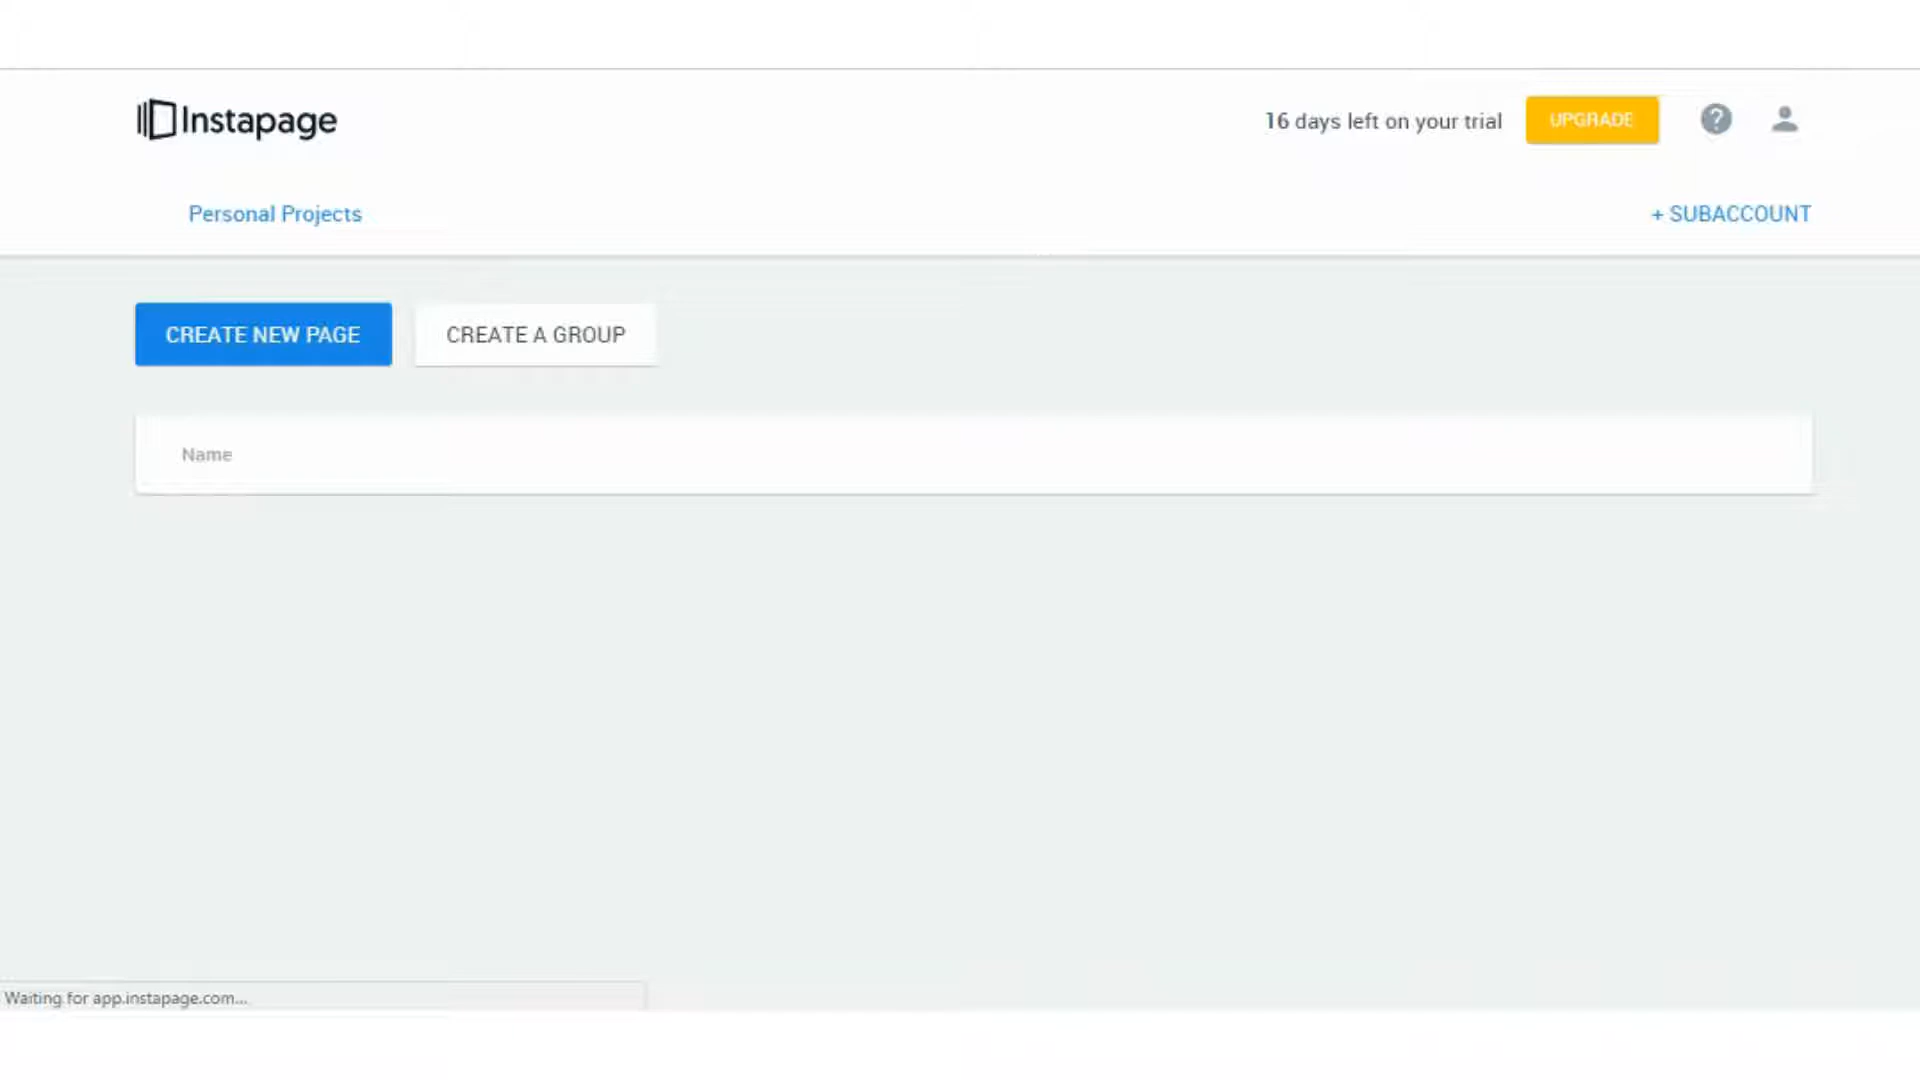 Instapage
16 days left on your trial
UPGRADE
?
Personal Projects
+ SUBACCOUNT
CREATE NEW PAGE
CREATE A GROUP
Name
Waiting for app.instapage.com...